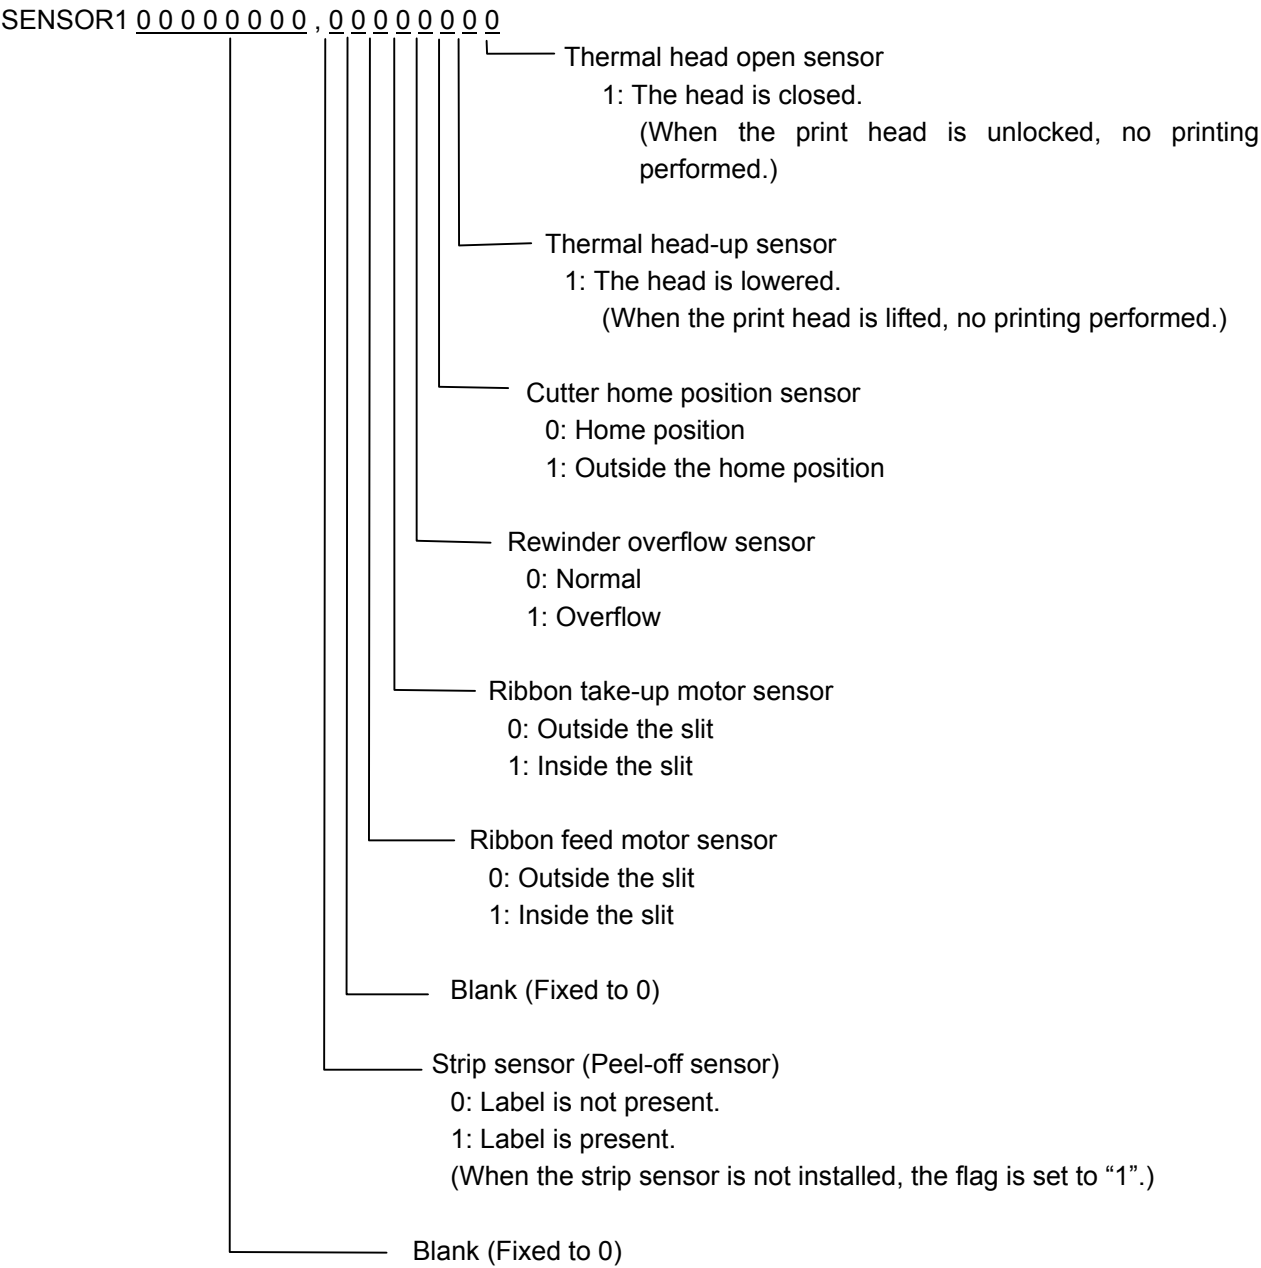 SENSOR1 0 0 0 0 0 0 0 0 , 0 0 0 0 0 0 0 0
Thermal head open sensor
1: The head is closed.
(When the print head is unlocked, no printing
performed.)
Thermal head-up sensor
1: The head is lowered.
(When the print head is lifted, no printing performed.)
Cutter home position sensor
0: Home position
1: Outside the home position
Rewinder overflow sensor
0: Normal
1: Overflow
Ribbon take-up motor sensor
0: Outside the slit
1: Inside the slit
Ribbon feed motor sensor
0: Outside the slit
1: Inside the slit
Blank (Fixed to 0)
Strip sensor (Peel-off sensor)
0: Label is not present.
1: Label is present.
(When the strip sensor is not installed, the flag is set to “1”.)
Blank (Fixed to 0)